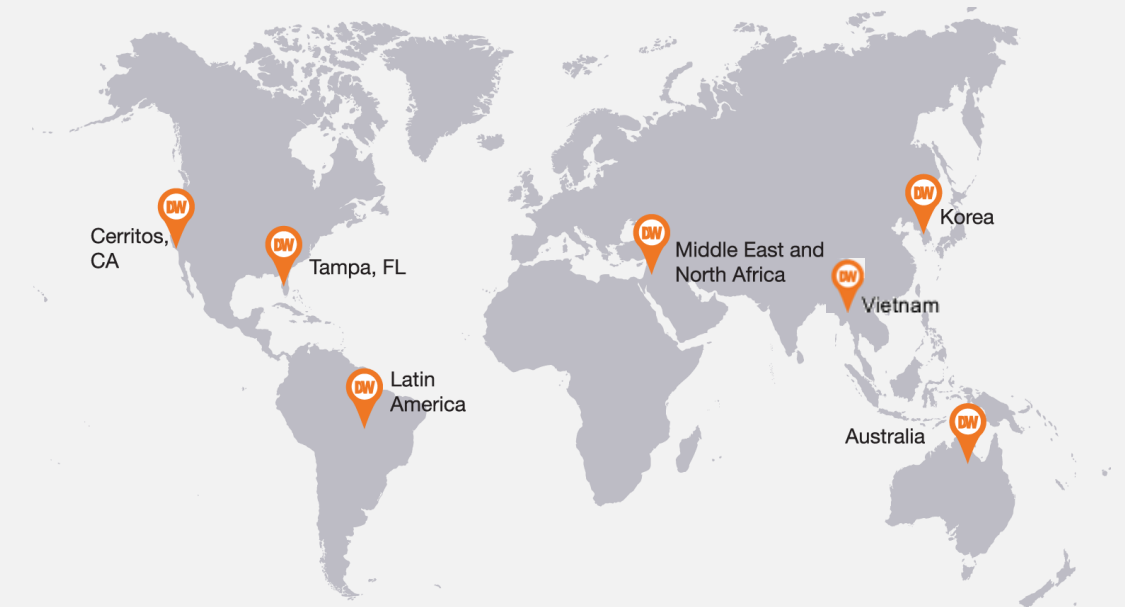 DW
Cerritos,
CA
DW
Tampa, FL
DW
Latin
America
DW
Middle East and
North Africa
DW
Korea
DW
Vietnam
DW
Australia